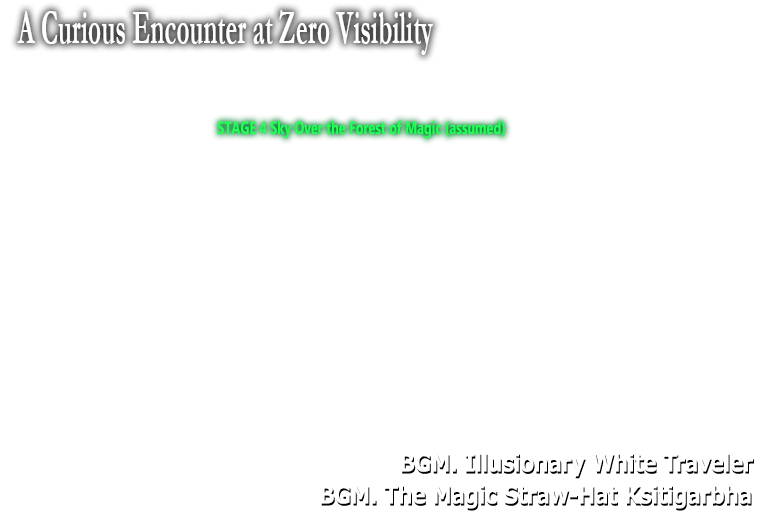 A Curious Encounter at Zero Visibility
STAGE 4 Sky Over the Forest of Magic (assumed)
BGM. Illusionary White Traveler
BGM. The Magic Straw-Hat Ksitigarbha